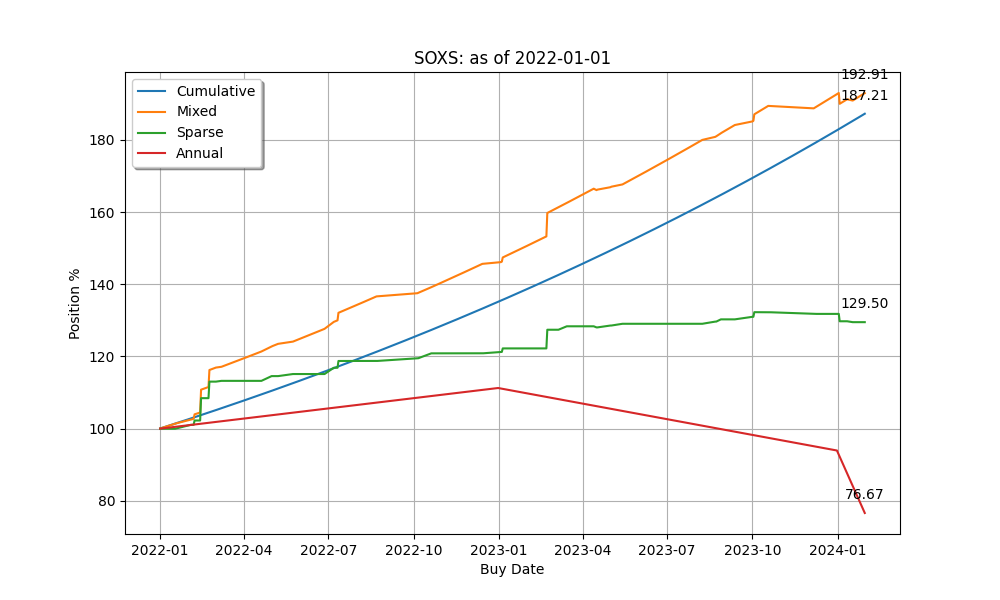 SOXS: as of 2022-01-01
192.91
187.21
Cumulative
Mixed
Sparse
Annual
180
160
140
120
100
80
Position %
129.50
76.67
2022-01
2022-04
2022-07
2022-10
2023-01
2023-04
2023-07
2023-10
2024-01
Buy Date